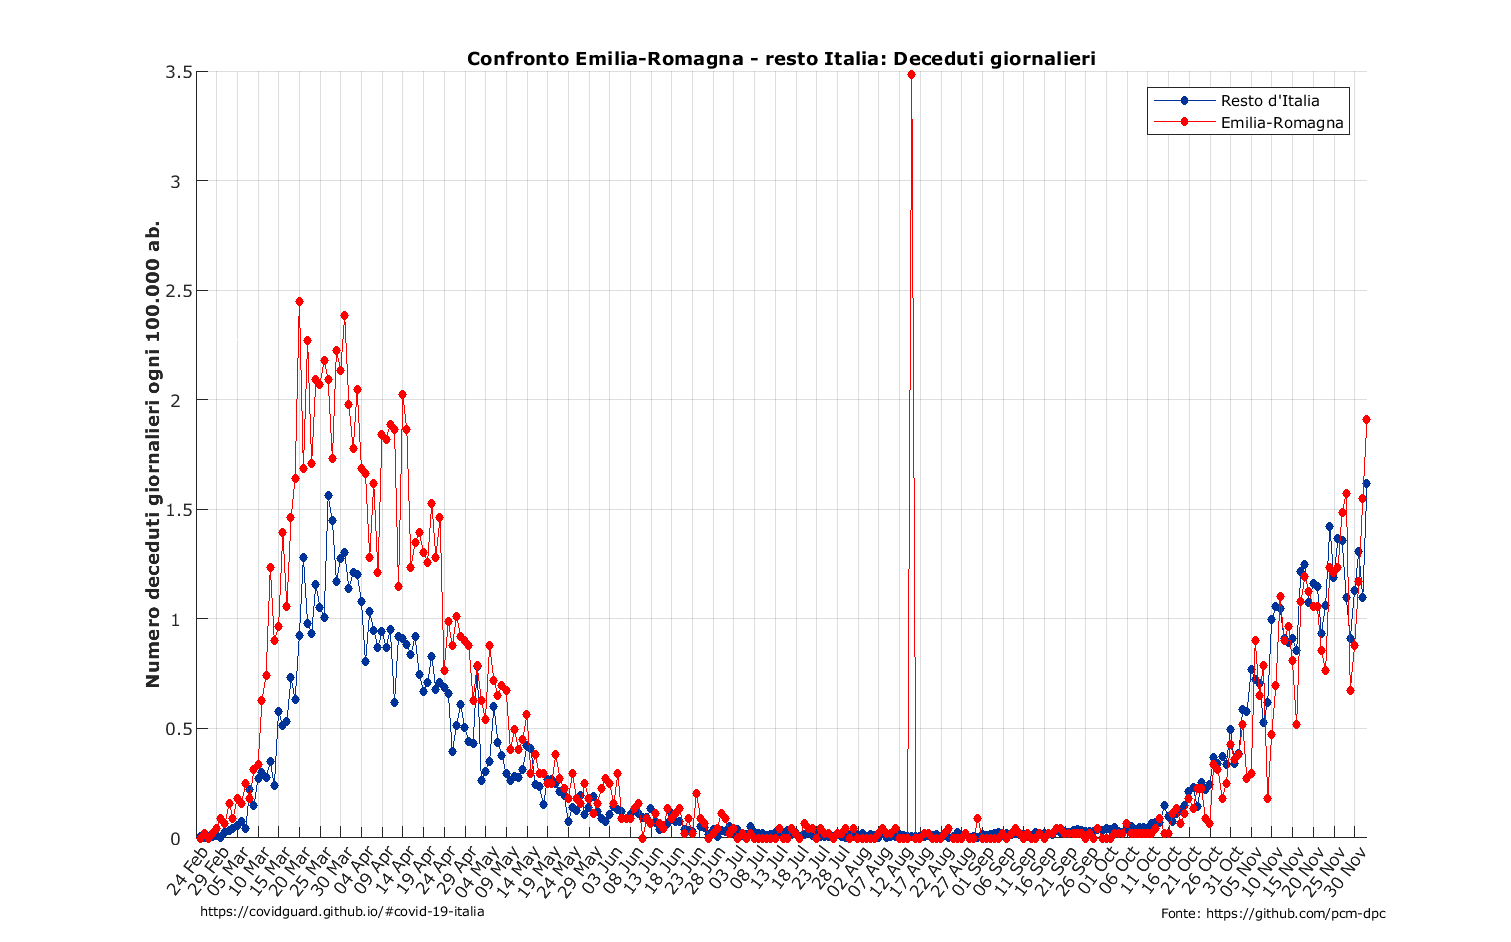 Confronto Emilia-Romagna - resto Italia: Deceduti giornalieri
3.5
3
2.5
2
1.5
1
0.5
0
Numero deceduti giornalieri ogni 100.000 ab.
Resto d'Italia
Emilia-Romagna
24 Feb
29 Feb
05 Mar
10 Mar
15 Mar
20 Mar
25 Mar
30 Mar
04 Apr
09 Apr
14 Apr
19 Apr
24 Apr
29 Apr
04 May
09 May
14 May
19 May
24 May
29 May
03 Jun
08 Jun
13 Jun
18 Jun
23 Jun
28 Jun
03 Jul
08 Jul
13 Jul
18 Jul
23 Jul
28 Jul
02 Aug
07 Aug
12 Aug
17 Aug
22 Aug
27 Aug
01 Sep
06 Sep
11 Sep
16 Sep
21 Sep
26 Sep
01 Oct
06 Oct
11 Oct
16 Oct
21 Oct
26 Oct
31 Oct
05 Nov
10 Nov
15 Nov
20 Nov
25 Nov
30 Nov
https://covidguard.github.io/#covid-19-italia
Fonte: https://github.com/pcm-dpc